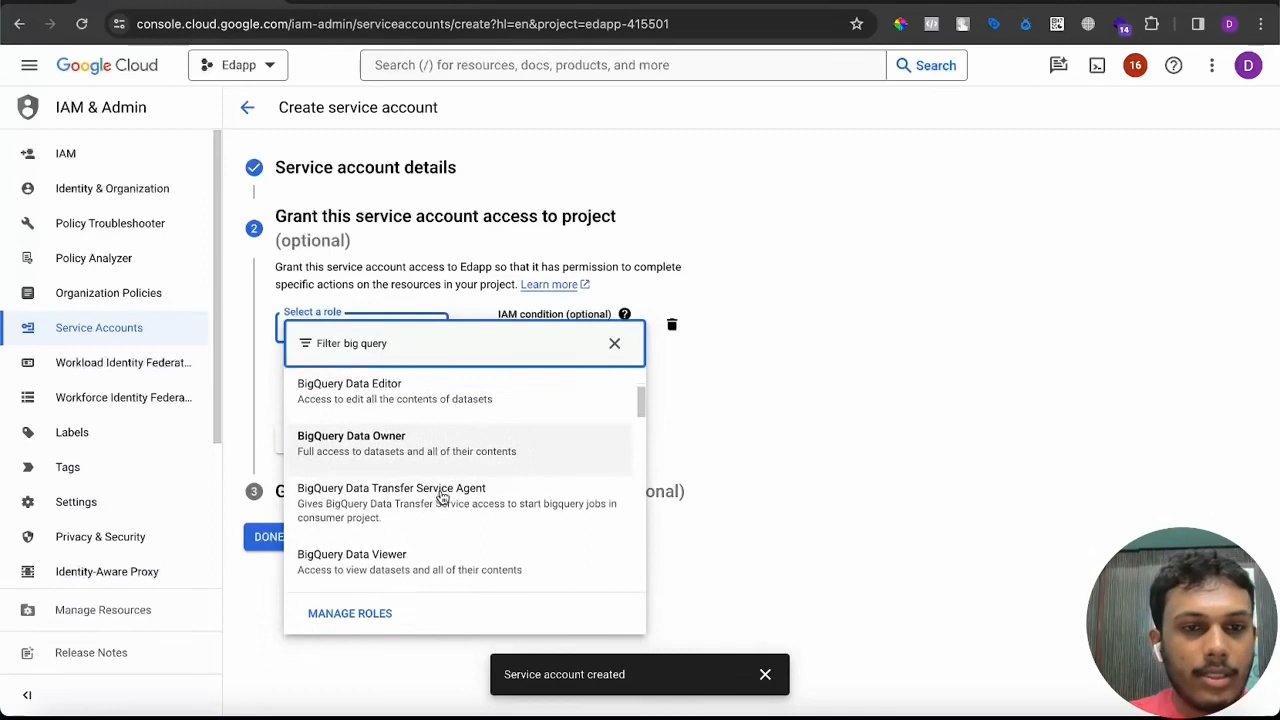 console.cloud.google.com/iam-admin/serviceaccounts/create?hl=en&project=edapp-415501
14
D
Google Cloud
Edapp
Search (/) for resources, docs, products, and more
Search
16
D
IAM & Admin
Create service account
IAM
Identity & Organization
Policy Troubleshooter
Policy Analyzer
Organization Policies
Service Accounts
Workload Identity Federat...
Workforce Identity Federa...
Labels
Tags
Settings
Privacy & Security
Identity-Aware Proxy
Manage Resources
Release Notes
Service account details
2
Grant this service account access to project
(optional)
Grant this service account access to Edapp so that it has permission to complete
specific actions on the resources in your project. Learn more
Select a role
IAM condition (optional)
Filter big query
BigQuery Data Editor
Access to edit all the contents of datasets
BigQuery Data Owner
Full access to datasets and all of their contents
BigQuery Data Transfer Service Agent
Gives BigQuery Data Transfer Service access to start bigquery jobs in
consumer project.
BigQuery Data Viewer
Access to view datasets and all of their contents
MANAGE ROLES
3
G
onal)
DONE
Service account created